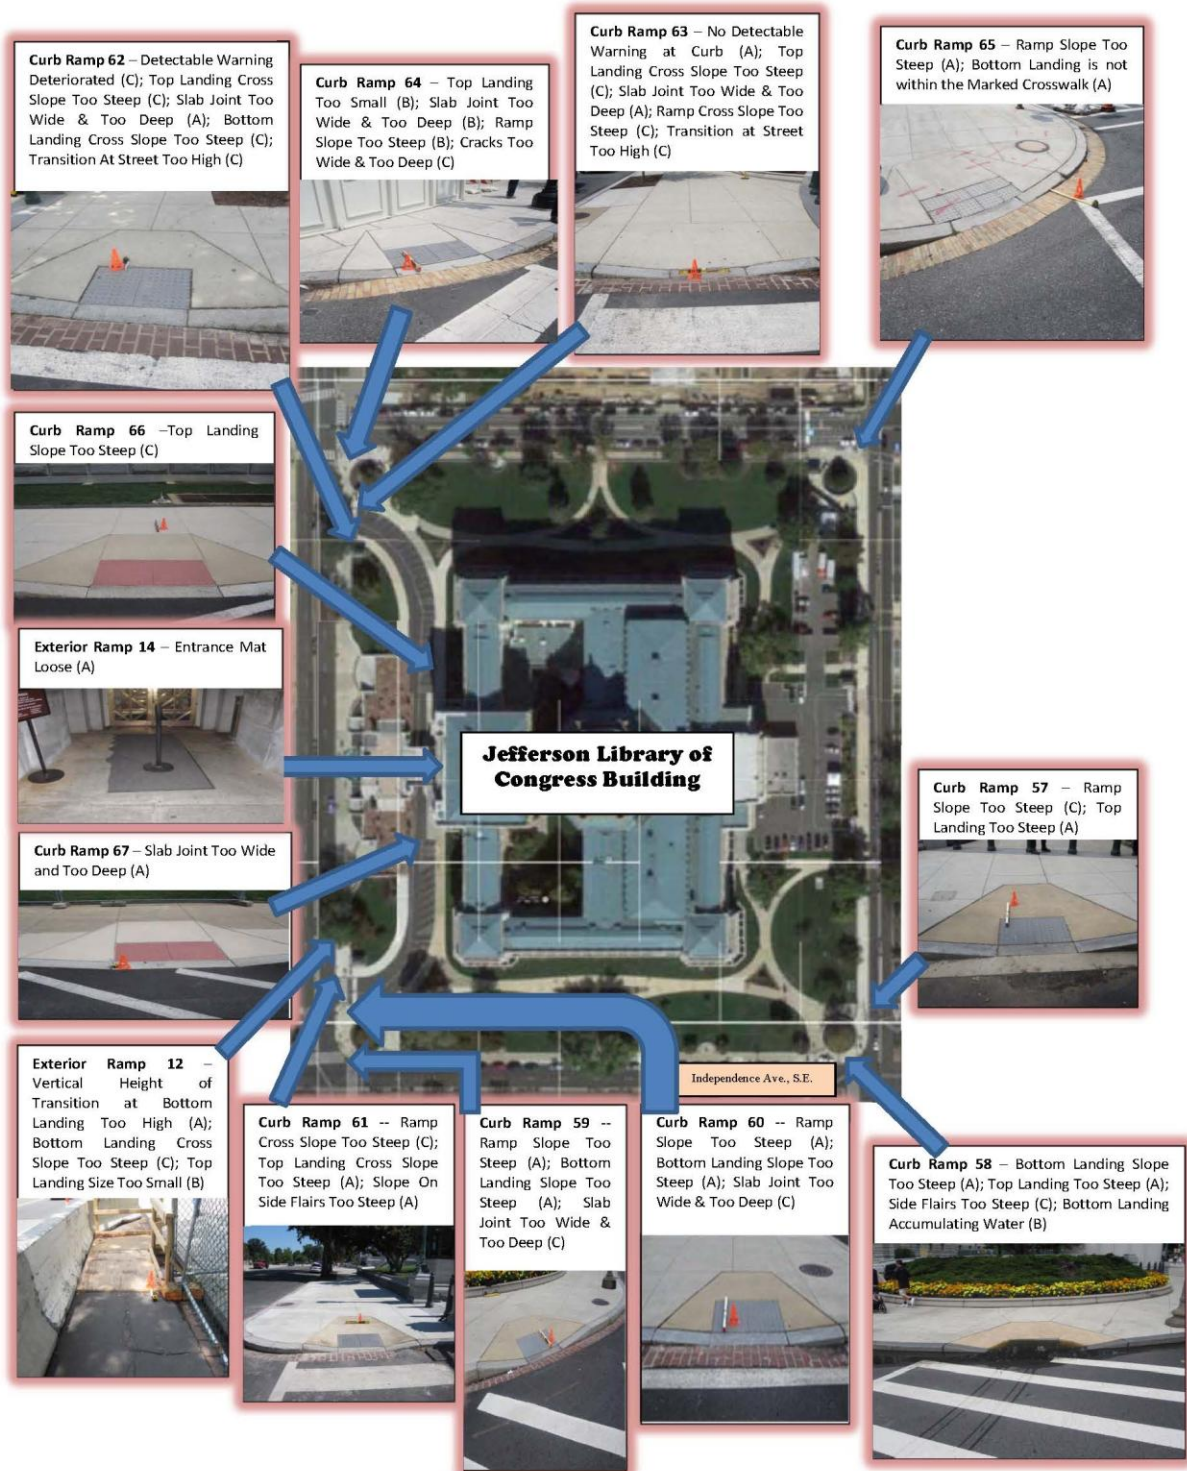 Curb Ramp 62 – Detectable Warning
Deteriorated (C); Top Landing Cross
Slope Too Steep (C); Slab Joint Too
Wide & Too Deep (A); Bottom
Landing Cross Slope Too Steep (C);
Transition At Street Too High (C)
Curb Ramp 64 – Top Landing
Too Small (B); Slab Joint Too
Wide & Too Deep (B); Ramp
Slope Too Steep (B); Cracks Too
Wide & Too Deep (C)
Curb Ramp 63 – No Detectable
Warning at Curb (A); Top
Landing Cross Slope Too Steep
(C); Slab Joint Too Wide & Too
Deep (A); Ramp Cross Slope Too
Steep (C); Transition at Street
Too High (C)
Curb Ramp 65 – Ramp Slope Too
Steep (A); Bottom Landing is not
within the Marked Crosswalk (A)
Curb Ramp 66 –Top Landing
Slope Too Steep (C)
Exterior Ramp 14 – Entrance Mat
Loose (A)
Jefferson Library of
Congress Building
Curb Ramp 67 – Slab Joint Too Wide
and Too Deep (A)
Curb Ramp 57 – Ramp
Slope Too Steep (C); Top
Landing Too Steep (A)
Exterior Ramp 12 –
Vertical Height of
Transition at Bottom
Landing Too High (A);
Bottom Landing Cross
Slope Too Steep (C); Top
Landing Size Too Small (B)
Independence Ave., S.E.
Curb Ramp 61 -- Ramp
Cross Slope Too Steep (C);
Top Landing Cross Slope
Too Steep (A); Slope On
Side Flairs Too Steep (A)
Curb Ramp 59 --
Ramp Slope Too
Steep (A); Bottom
Landing Slope Too
Steep (A); Slab
Joint Too Wide &
Too Deep (C)
Curb Ramp 60 -- Ramp
Slope Too Steep (A);
Bottom Landing Slope Too
Steep (A); Slab Joint Too
Wide & Too Deep (C)
Curb Ramp 58 – Bottom Landing Slope
Too Steep (A); Top Landing Too Steep (A);
Side Flairs Too Steep (C); Bottom Landing
Accumulating Water (B)